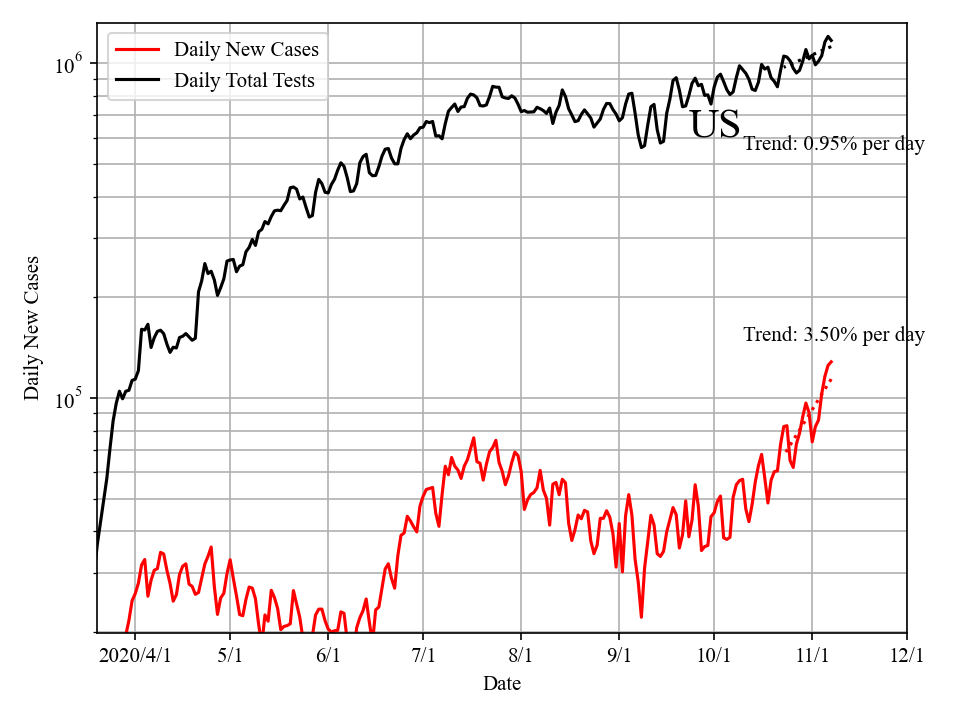 Daily New Cases
Daily Total Tests
10^6
US
Trend: 0.95% per day
Trend: 3.50% per day
10^5
Daily New Cases
2020/4/1 5/1 6/1 7/1 8/1 9/1 10/1 11/1 12/1
Date